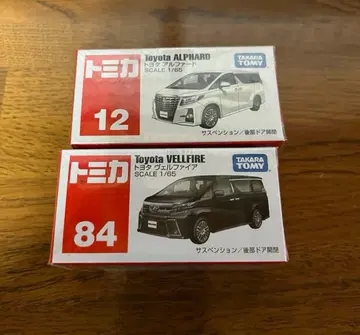 トミカ
12
Toyota ALPHARD
トヨタ アルファード
SCALE 1/65
TAKARA
TOMY
サスペンション/後部ドア開閉
トミカ
84
Toyota VELLFIRE
トヨタ ヴェルファイア
SCALE 1/65
TAKARA
TOMY
サスペンション/後部ドア開閉